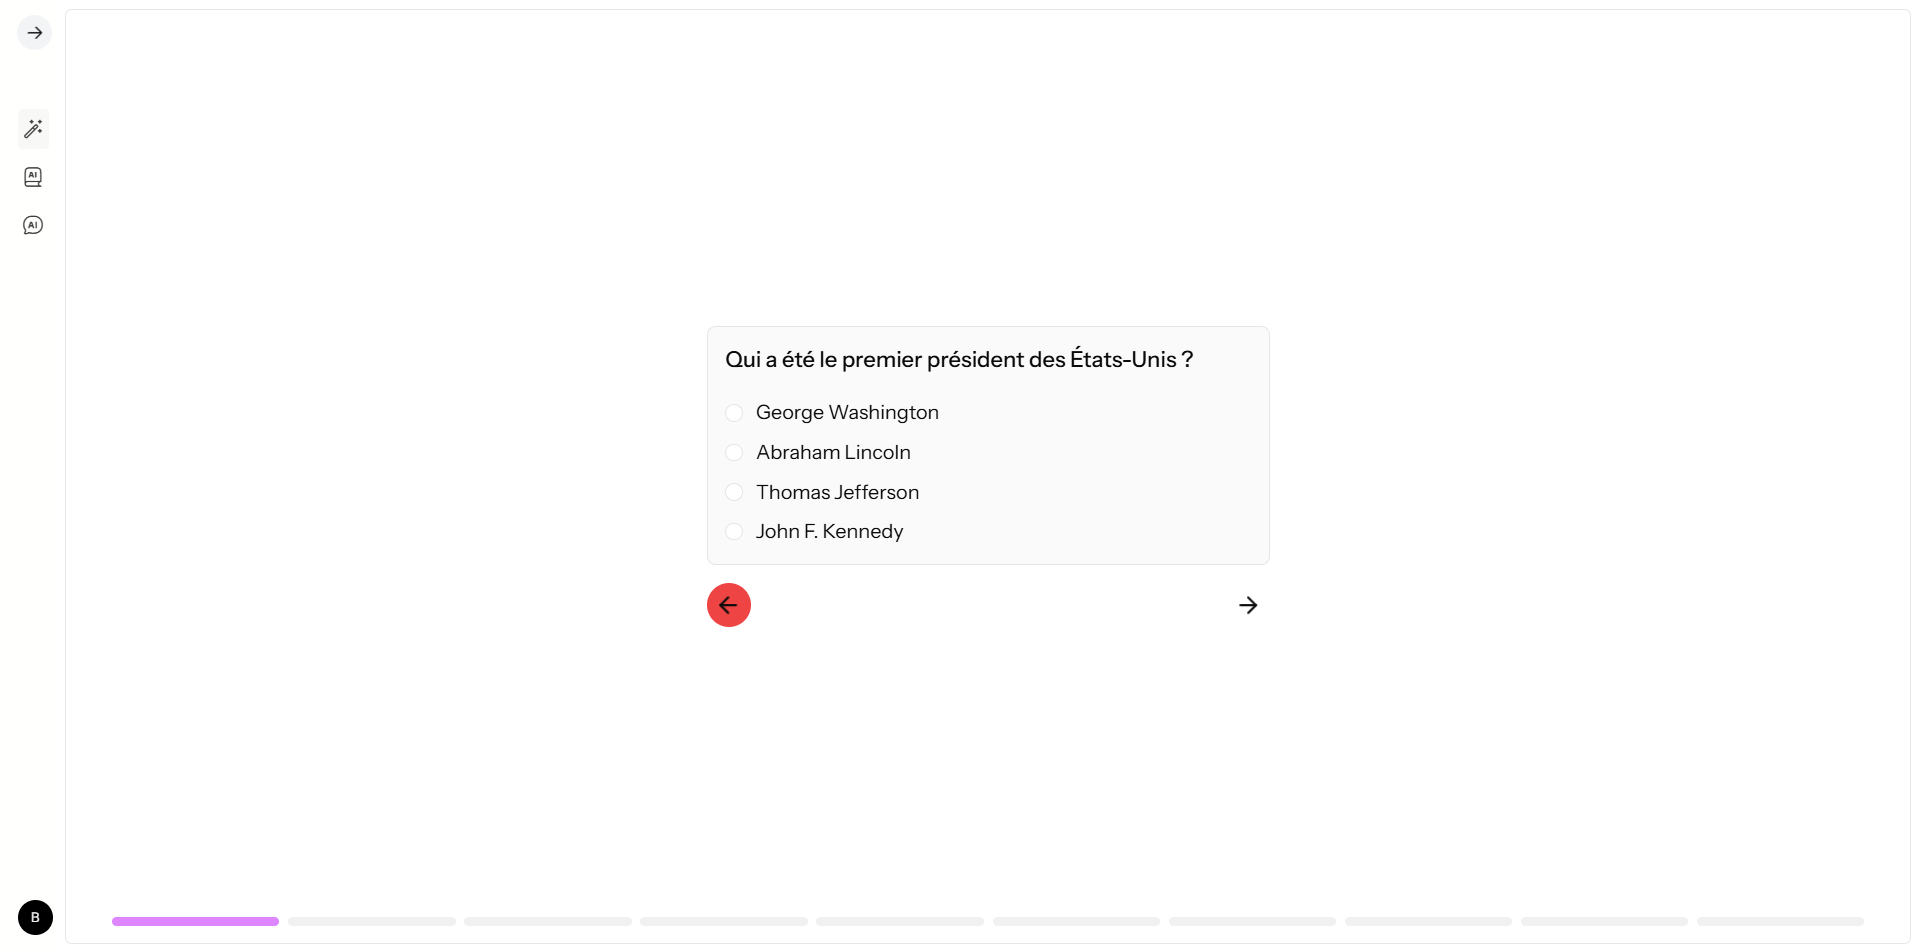 AI
AI
Qui a été le premier président des États-Unis ?
George Washington
Abraham Lincoln
Thomas Jefferson
John F. Kennedy
B